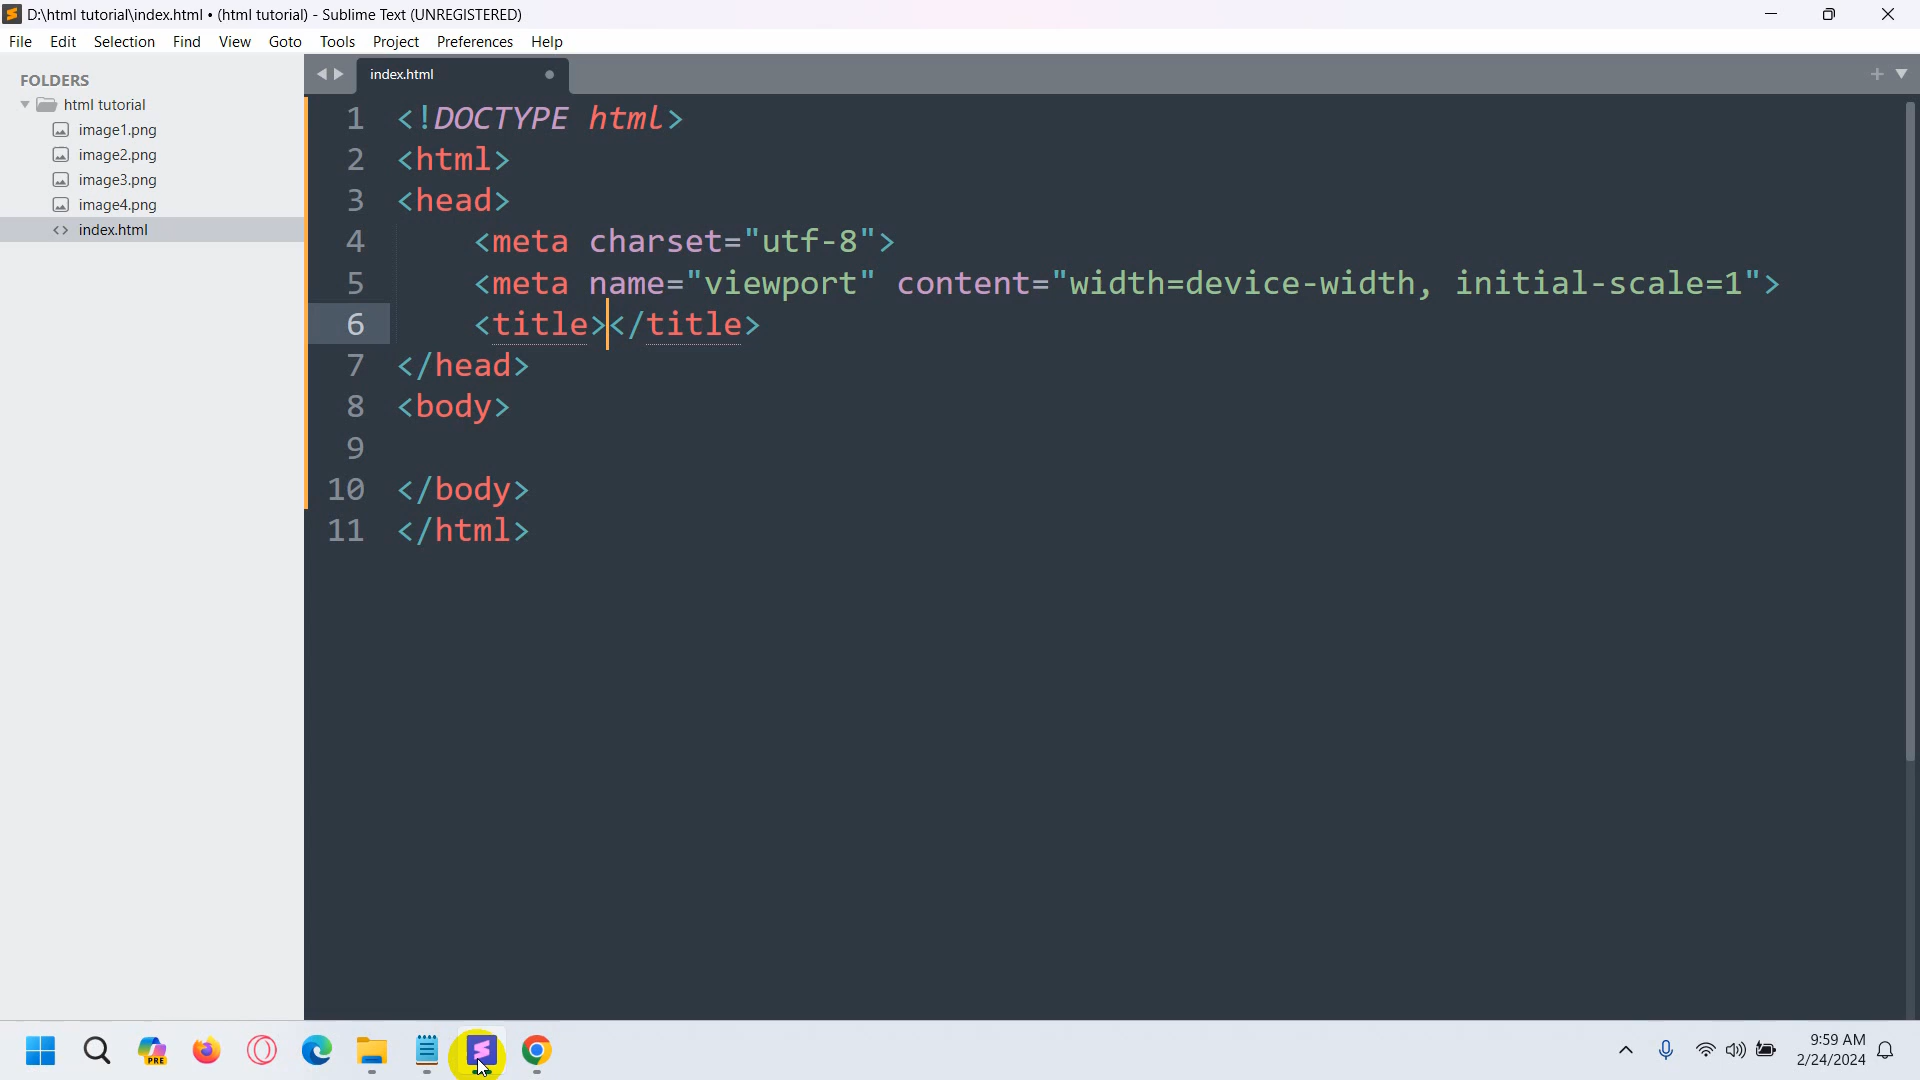 D:\html tutorial\index.html • (html tutorial) - Sublime Text (UNREGISTERED)
File Edit Selection Find View Goto Tools Project Preferences Help
FOLDERS
html tutorial
image1.png
image2.png
image3.png
image4.png
index.html
index.html
1 <!DOCTYPE html>
2 <html>
3 <head>
4     <meta charset="utf-8">
5     <meta name="viewport" content="width=device-width, initial-scale=1">
6     <title></title>
7 </head>
8 <body>
9
10 </body>
11 </html>
PRE
9:59 AM
2/24/2024